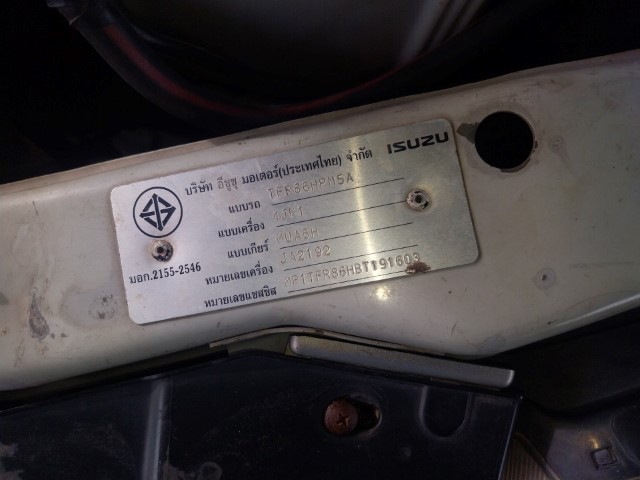 บริษัท อีซูซุ มอเตอร์(ประเทศไทย) จำกัด ISUZU
แบบรถ TFR86HPM5A
แบบเครื่อง 4JK1
แบบเกียร์ MUA5H
หมายเลขเครื่อง JA2192
หมายเลขแชสซิส MP1TFR86HBT191603
มอก.2155-2546